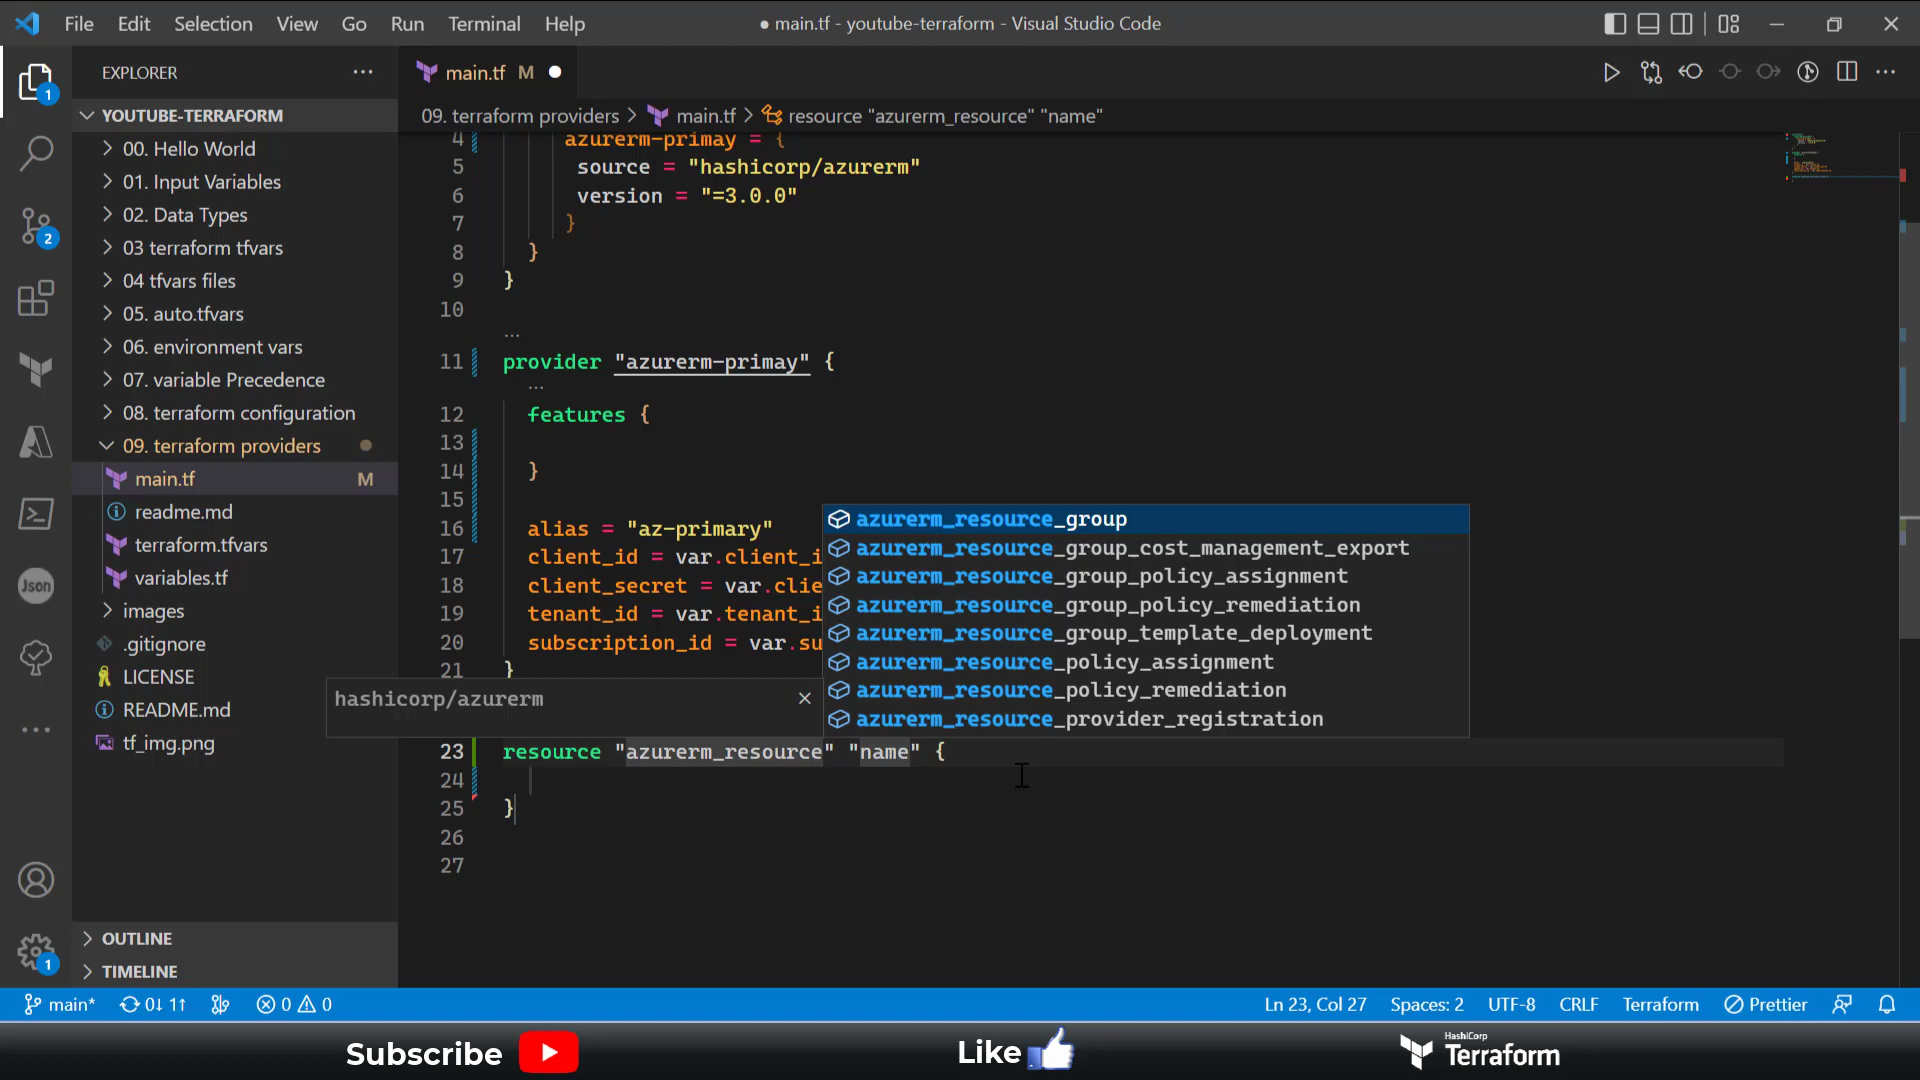 File Edit Selection View Go Run Terminal Help
● main.tf - youtube-terraform - Visual Studio Code
EXPLORER
main.tf M
YOUTUBE-TERRAFORM
09. terraform providers > main.tf > resource "azurerm_resource" "name"
00. Hello World
01. Input Variables
02. Data Types
03 terraform tfvars
04 tfvars files
05. auto.tfvars
06. environment vars
07. variable Precedence
08. terraform configuration
09. terraform providers
main.tf M
readme.md
terraform.tfvars
variables.tf
images
.gitignore
LICENSE
README.md
tf_img.png
OUTLINE
TIMELINE
1
2
Json
1
4 azurerm-primay = {
5 source = "hashicorp/azurerm"
6 version = "=3.0.0"
7 }
8 }
9 }
10
...
11 provider "azurerm-primay" {
...
12 features {
13
14 }
15
16 alias = "az-primary"
17 client_id = var.client_i
18 client_secret = var.clie
19 tenant_id = var.tenant_i
20 subscription_id = var.su
21 }
hashicorp/azurerm
azurerm_resource_group
azurerm_resource_group_cost_management_export
azurerm_resource_group_policy_assignment
azurerm_resource_group_policy_remediation
azurerm_resource_group_template_deployment
azurerm_resource_policy_assignment
azurerm_resource_policy_remediation
azurerm_resource_provider_registration
23 resource "azurerm_resource" "name" {
24
25 }
26
27
main* 0↓ 1↑ 0 0
Ln 23, Col 27 Spaces: 2 UTF-8 CRLF Terraform Prettier
Subscribe
Like
HashiCorp
Terraform